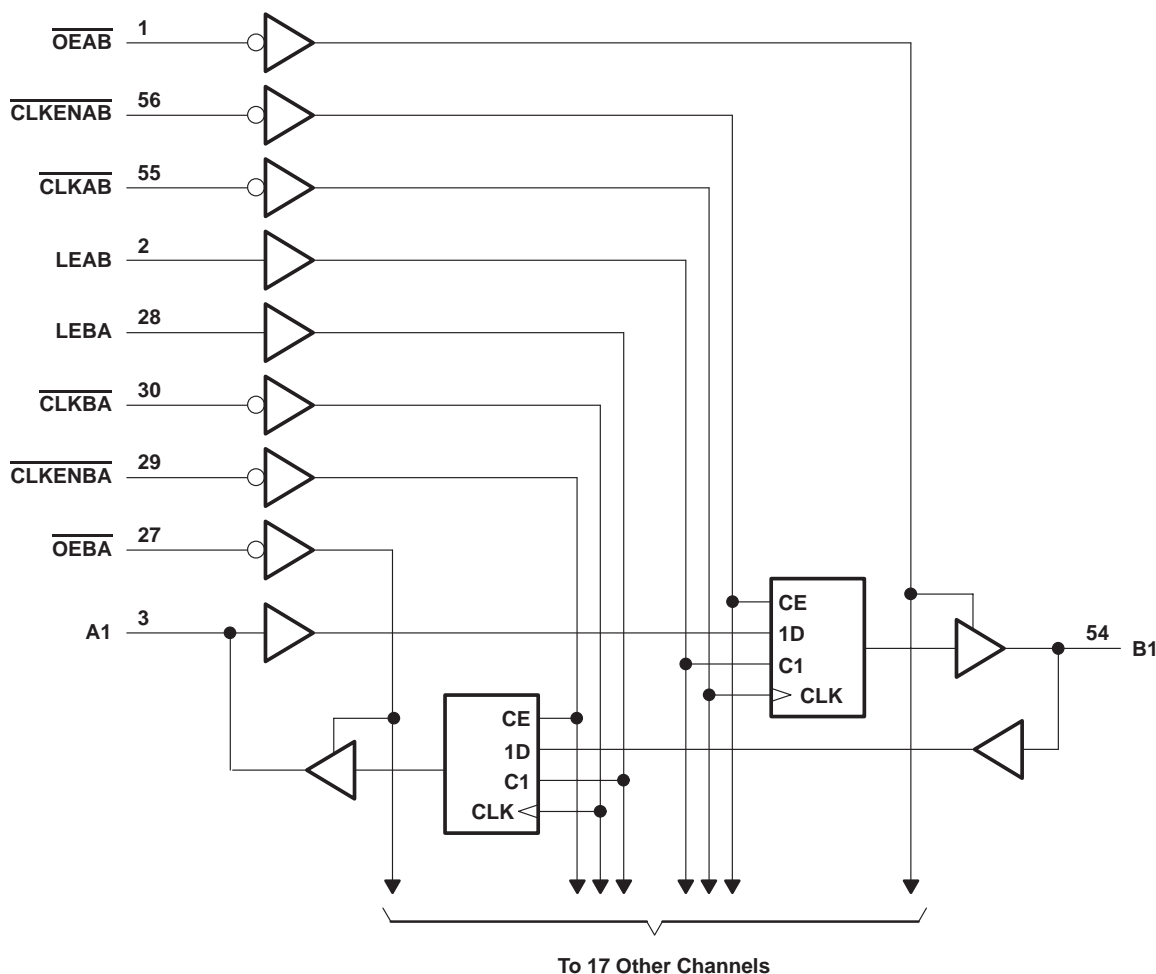 OEAB 1
CLKENAB 56
CLKAB 55
LEAB 2
LEBA 28
CLKBA 30
CLKENBA 29
OEBA 27
A1 3
CE
1D
C1
CLK
54 B1
CE
1D
C1
CLK
To 17 Other Channels